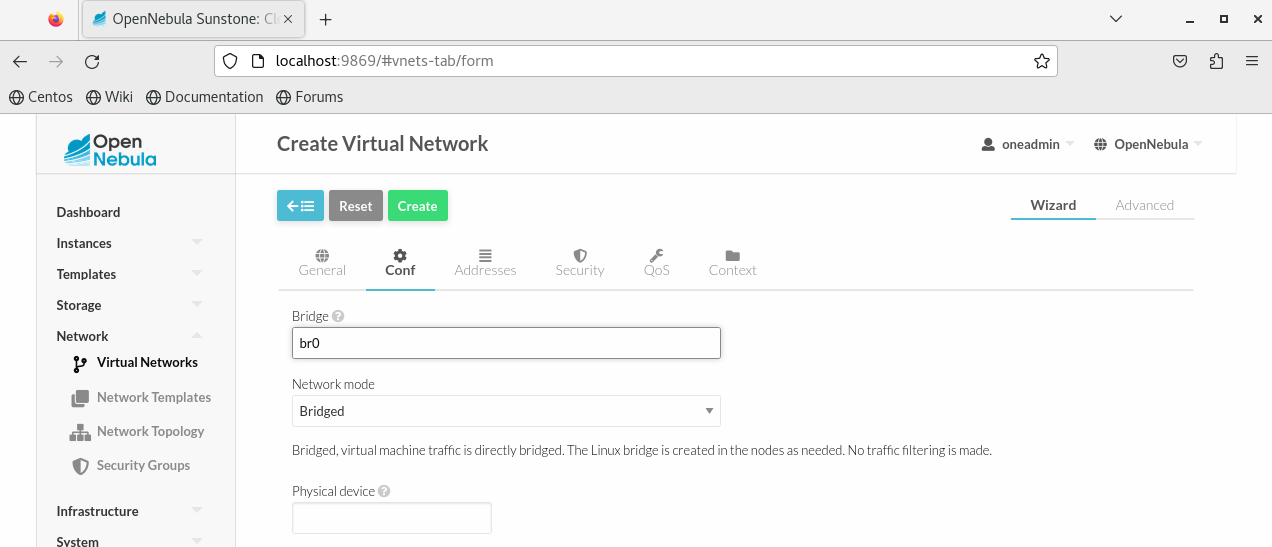 OpenNebula Sunstone: Cl
localhost:9869/#vnets-tab/form
Centos Wiki Documentation Forums
Open
Nebula
Create Virtual Network
oneadmin OpenNebula
Reset Create
Wizard Advanced
Dashboard
Instances
Templates
Storage
Network
Virtual Networks
Network Templates
Network Topology
Security Groups
Infrastructure
System
General Conf Addresses Security QoS Context
Bridge
br0
Network mode
Bridged
Bridged, virtual machine traffic is directly bridged. The Linux bridge is created in the nodes as needed. No traffic filtering is made.
Physical device